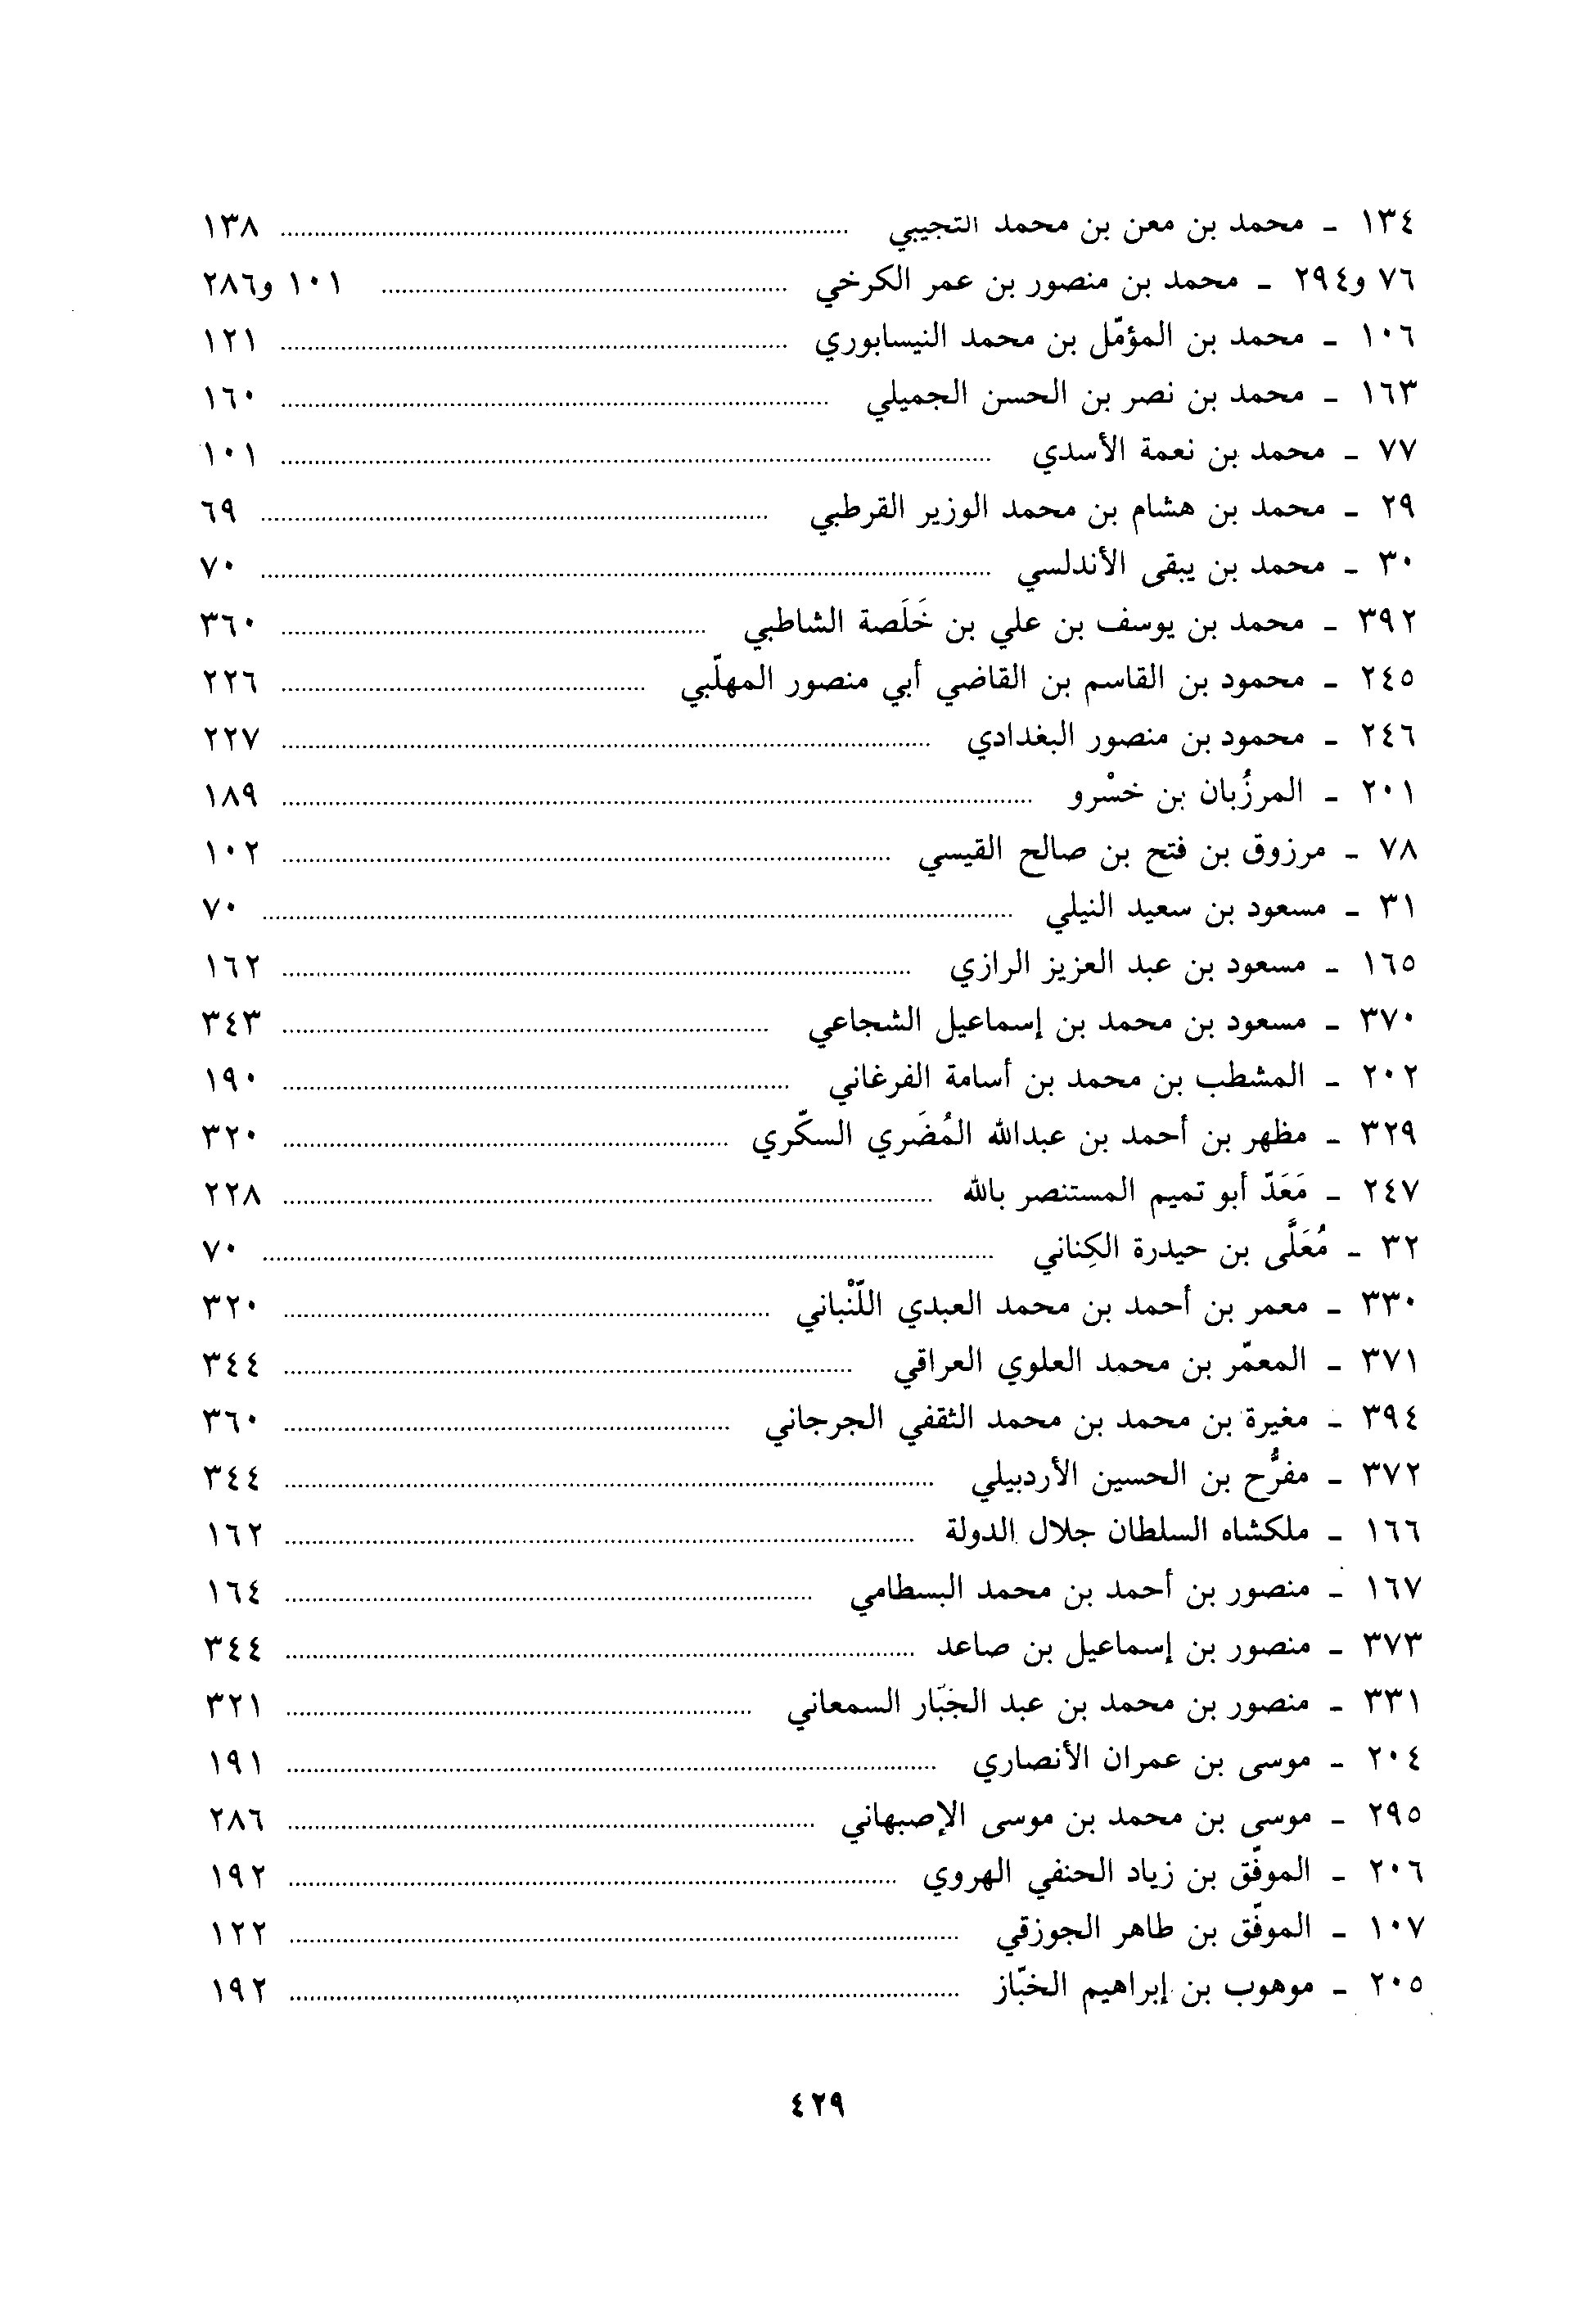 ١٣٤ - محمد بن معن بن محمد التجيبي ........ ١٣٨
٧٦ و٢٩٤ - محمد بن منصور بن عمر الكرخي ........ ١٠١ و٢٨٦
١٠٦ - محمد بن المؤمّل بن محمد النيسابوري ........ ١٢١
١٦٣ - محمد بن نصر بن الحسن الجميلي ........ ١٦٠
٧٧ - محمد بن نعمة الأسدي ........ ١٠١
٢٩ - محمد بن هشام بن محمد الوزير القرطبي ........ ٦٩
٣٠ - محمد بن يبقى الأندلسي ........ ٧٠
٣٩٢ - محمد بن يوسف بن علي بن خَلَصة الشاطبي ........ ٣٦٠
٢٤٥ - محمود بن القاسم بن القاضي أبي منصور المهلّبي ........ ٢٢٦
٢٤٦ - محمود بن منصور البغدادي ........ ٢٢٧
٢٠١ - المرزُبان بن خسْرو ........ ١٨٩
٧٨ - مرزوق بن فتح بن صالح القيسي ........ ١٠٢
٣١ - مسعود بن سعيد النيلي ........ ٧٠
١٦٥ - مسعود بن عبد العزيز الرازي ........ ١٦٢
٣٧٠ - مسعود بن محمد بن إسماعيل الشجاعي ........ ٣٤٣
٢٠٢ - المشطب بن محمد بن أسامة الفرغاني ........ ١٩٠
٣٢٩ - مظهر بن أحمد بن عبدالله المُضَري السكّري ........ ٣٢٠
٢٤٧ - مَعَدّ أبو تميم المستنصر بالله ........ ٢٢٨
٣٢ - مُعَلَّى بن حيدرة الكِناني ........ ٧٠
٣٣٠ - معمر بن أحمد بن محمد العبدي اللّنْباني ........ ٣٢٠
٣٧١ - المعمّر بن محمد العلوي العراقي ........ ٣٤٤
٣٩٤ - مغيرة بن محمد بن محمد الثقفي الجرجاني ........ ٣٦٠
٣٧٢ - مفرُّح بن الحسين الأردبيلي ........ ٣٤٤
١٦٦ - ملكشاه السلطان جلال الدولة ........ ١٦٢
١٦٧ - منصور بن أحمد بن محمد البسطامي ........ ١٦٤
٣٧٣ - منصور بن إسماعيل بن صاعد ........ ٣٤٤
٣٣١ - منصور بن محمد بن عبد الجبّار السمعاني ........ ٣٢١
٢٠٤ - موسى بن عمران الأنصاري ........ ١٩١
٢٩٥ - موسى بن محمد بن موسى الإصبهاني ........ ٢٨٦
٢٠٦ - الموفّق بن زياد الحنفي الهروي ........ ١٩٢
١٠٧ - الموفّق بن طاهر الجوزقي ........ ١٢٢
٢٠٥ - موهوب بن إبراهيم الخبّاز ........ ١٩٢
٤٢٩